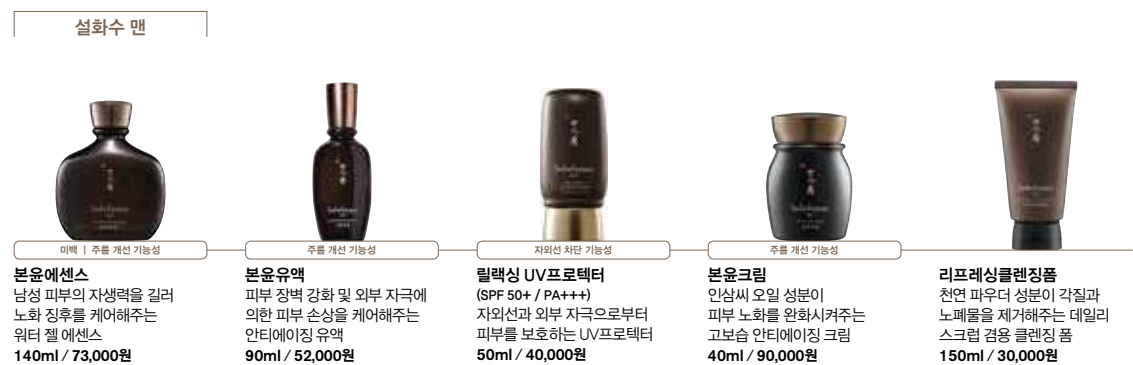 설화수 맨
미백 | 주름 개선 기능성
본윤에센스
남성 피부의 자생력을 길러
노화 징후를 케어해주는
워터 젤 에센스
140ml / 73,000원
주름 개선 기능성
본윤유액
피부 장벽 강화 및 외부 자극에
의한 피부 손상을 케어해주는
안티에이징 유액
90ml / 52,000원
자외선 차단 기능성
릴랙싱 UV프로텍터
(SPF 50+ / PA+++)
자외선과 외부 자극으로부터
피부를 보호하는 UV프로텍터
50ml / 40,000원
주름 개선 기능성
본윤크림
인삼씨 오일 성분이
피부 노화를 완화시켜주는
고보습 안티에이징 크림
40ml / 90,000원
리프레싱클렌징폼
천연 파우더 성분이 각질과
노폐물을 제거해주는 데일리
스크럽 겸용 클렌징 폼
150ml / 30,000원